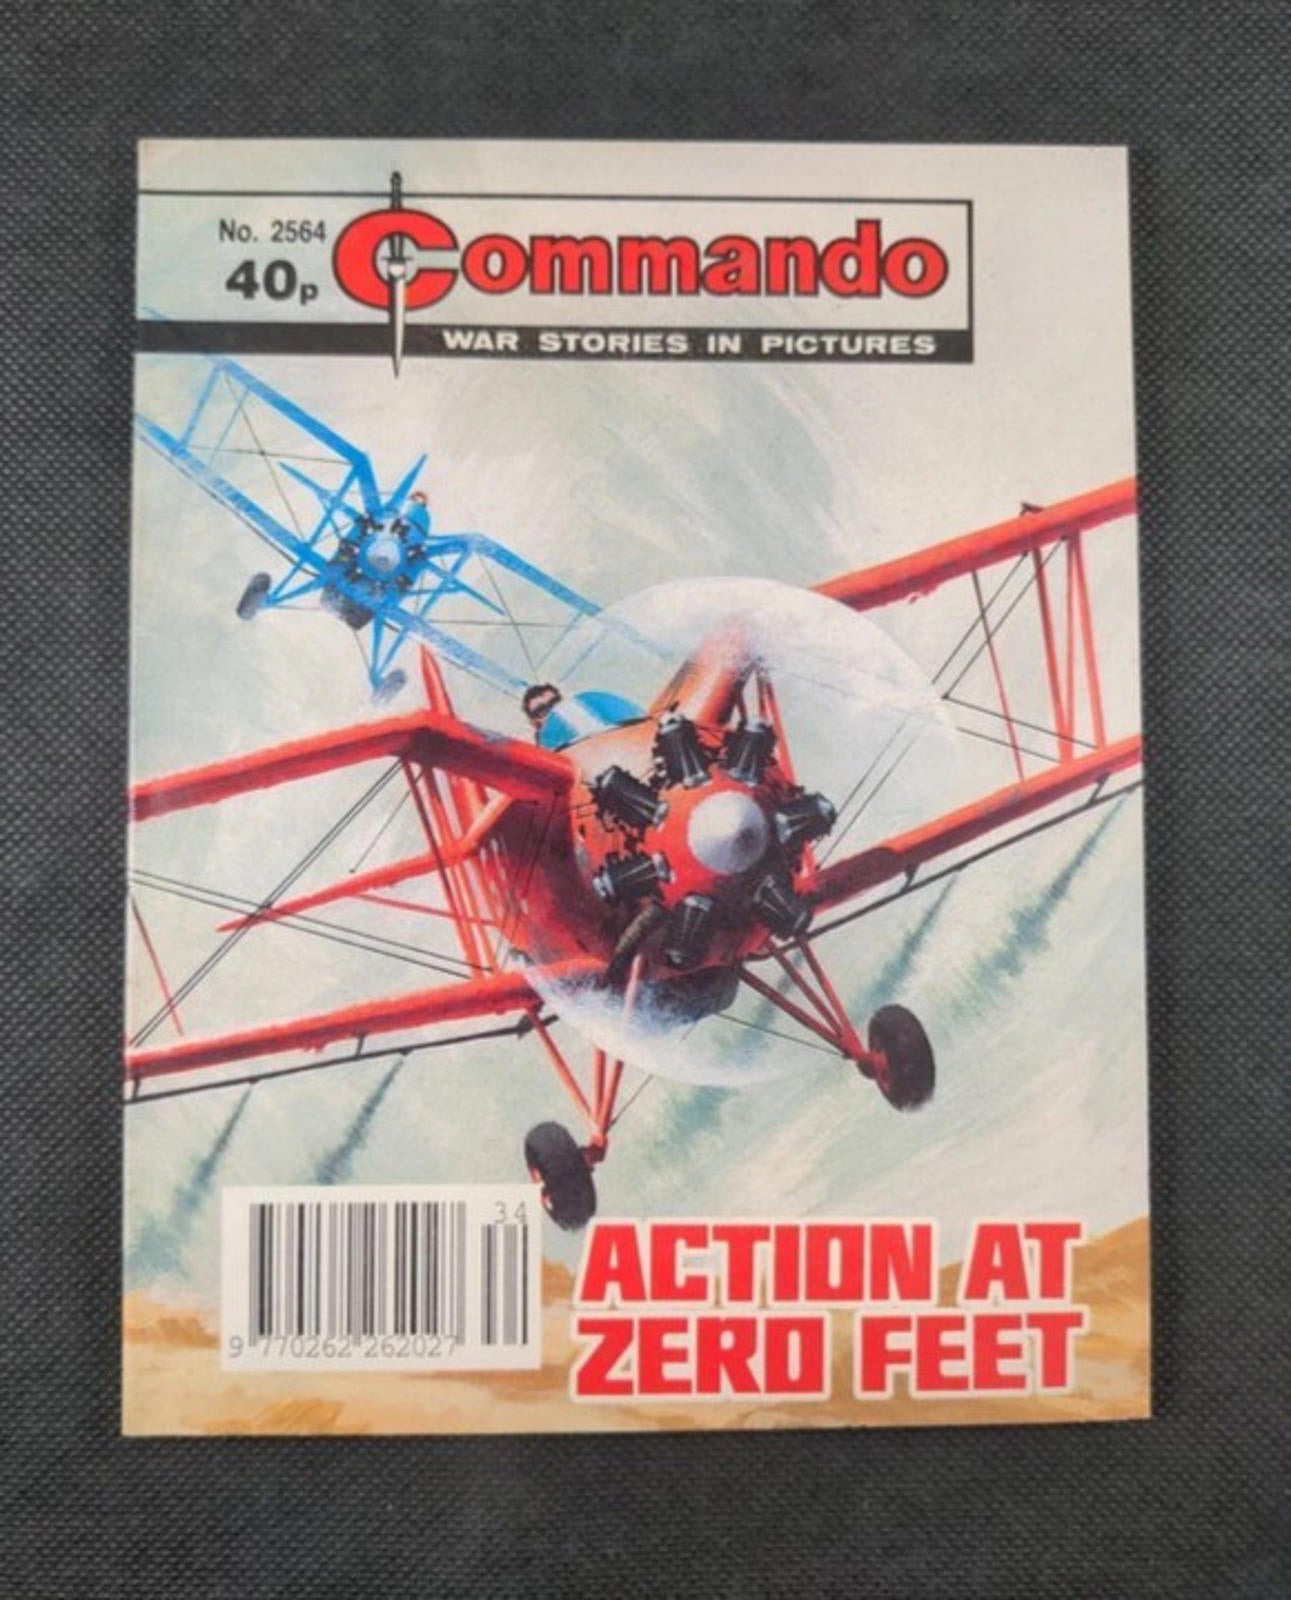 No. 2564
40p
Commando
WAR STORIES IN PICTURES
34
9 770262 262027
ACTION AT
ZERO FEET